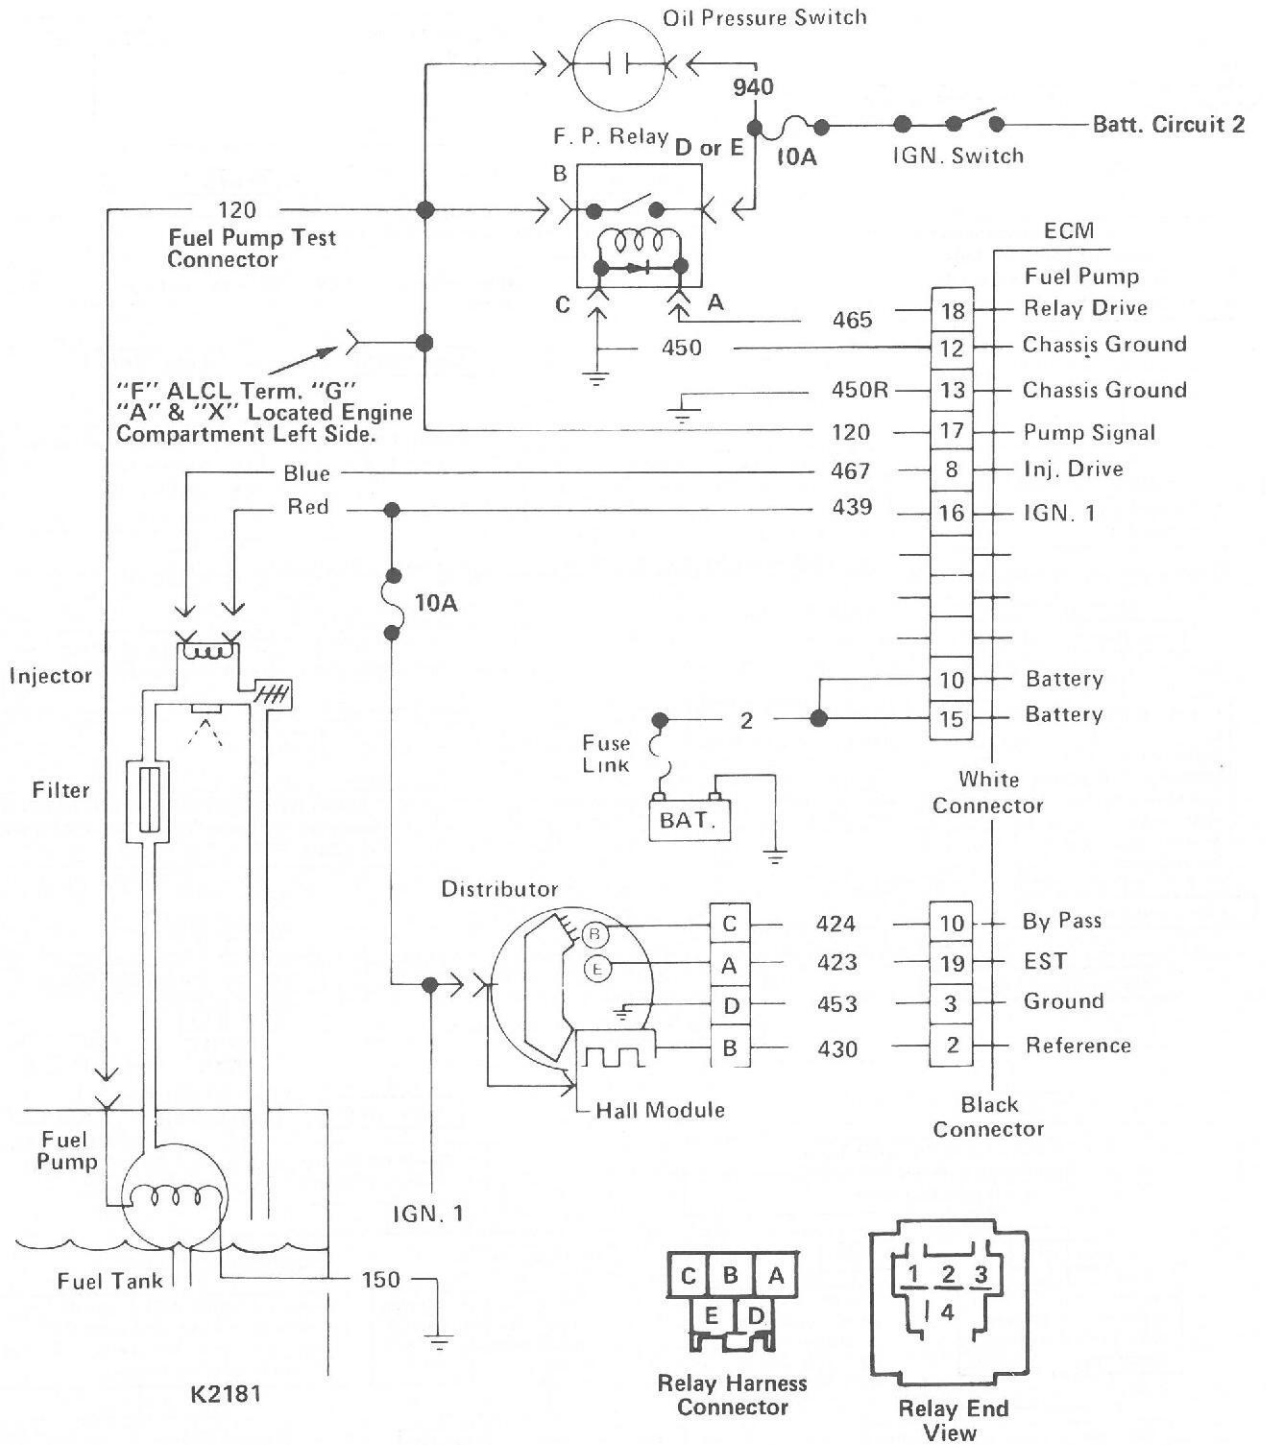 Oil Pressure Switch
940
Batt. Circuit 2
F. P. Relay
D or E
10A
IGN. Switch
B
120
Fuel Pump Test
Connector
ECM
Fuel Pump
C
A
465
18
Relay Drive
450
12
Chassis Ground
"F" ALCL Term. "G"
"A" & "X" Located Engine
Compartment Left Side.
450R
13
Chassis Ground
120
17
Pump Signal
Blue
467
8
Inj. Drive
Red
439
16
IGN. 1
10A
Injector
10
Battery
2
15
Battery
Fuse
Link
Filter
White
Connector
BAT.
Distributor
B
C
424
10
By Pass
E
A
423
19
EST
D
453
3
Ground
B
430
2
Reference
Hall Module
Black
Connector
Fuel
Pump
IGN. 1
Fuel Tank
150
C B A
E D
1 2 3
4
K2181
Relay Harness
Connector
Relay End
View